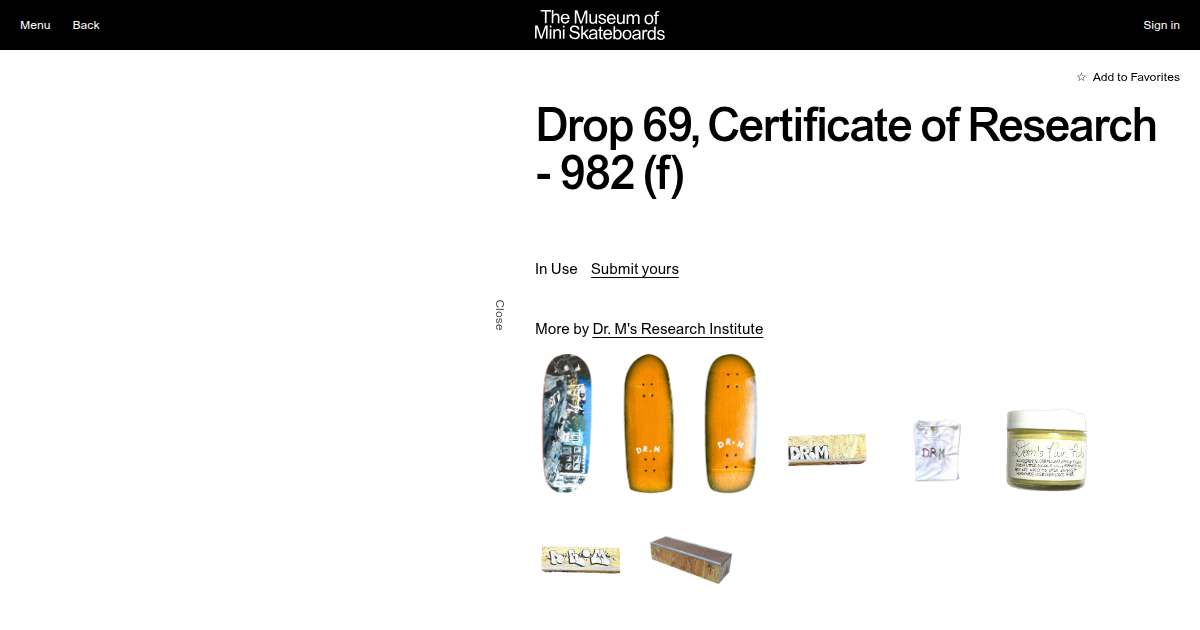 Menu
Back
The Museum of
Mini Skateboards
Sign in
☆ Add to Favorites
Drop 69, Certificate of Research
- 982 (f)
In Use
Submit yours
Close
More by Dr. M's Research Institute
DR.M
DR.M
DR.M
DR.M